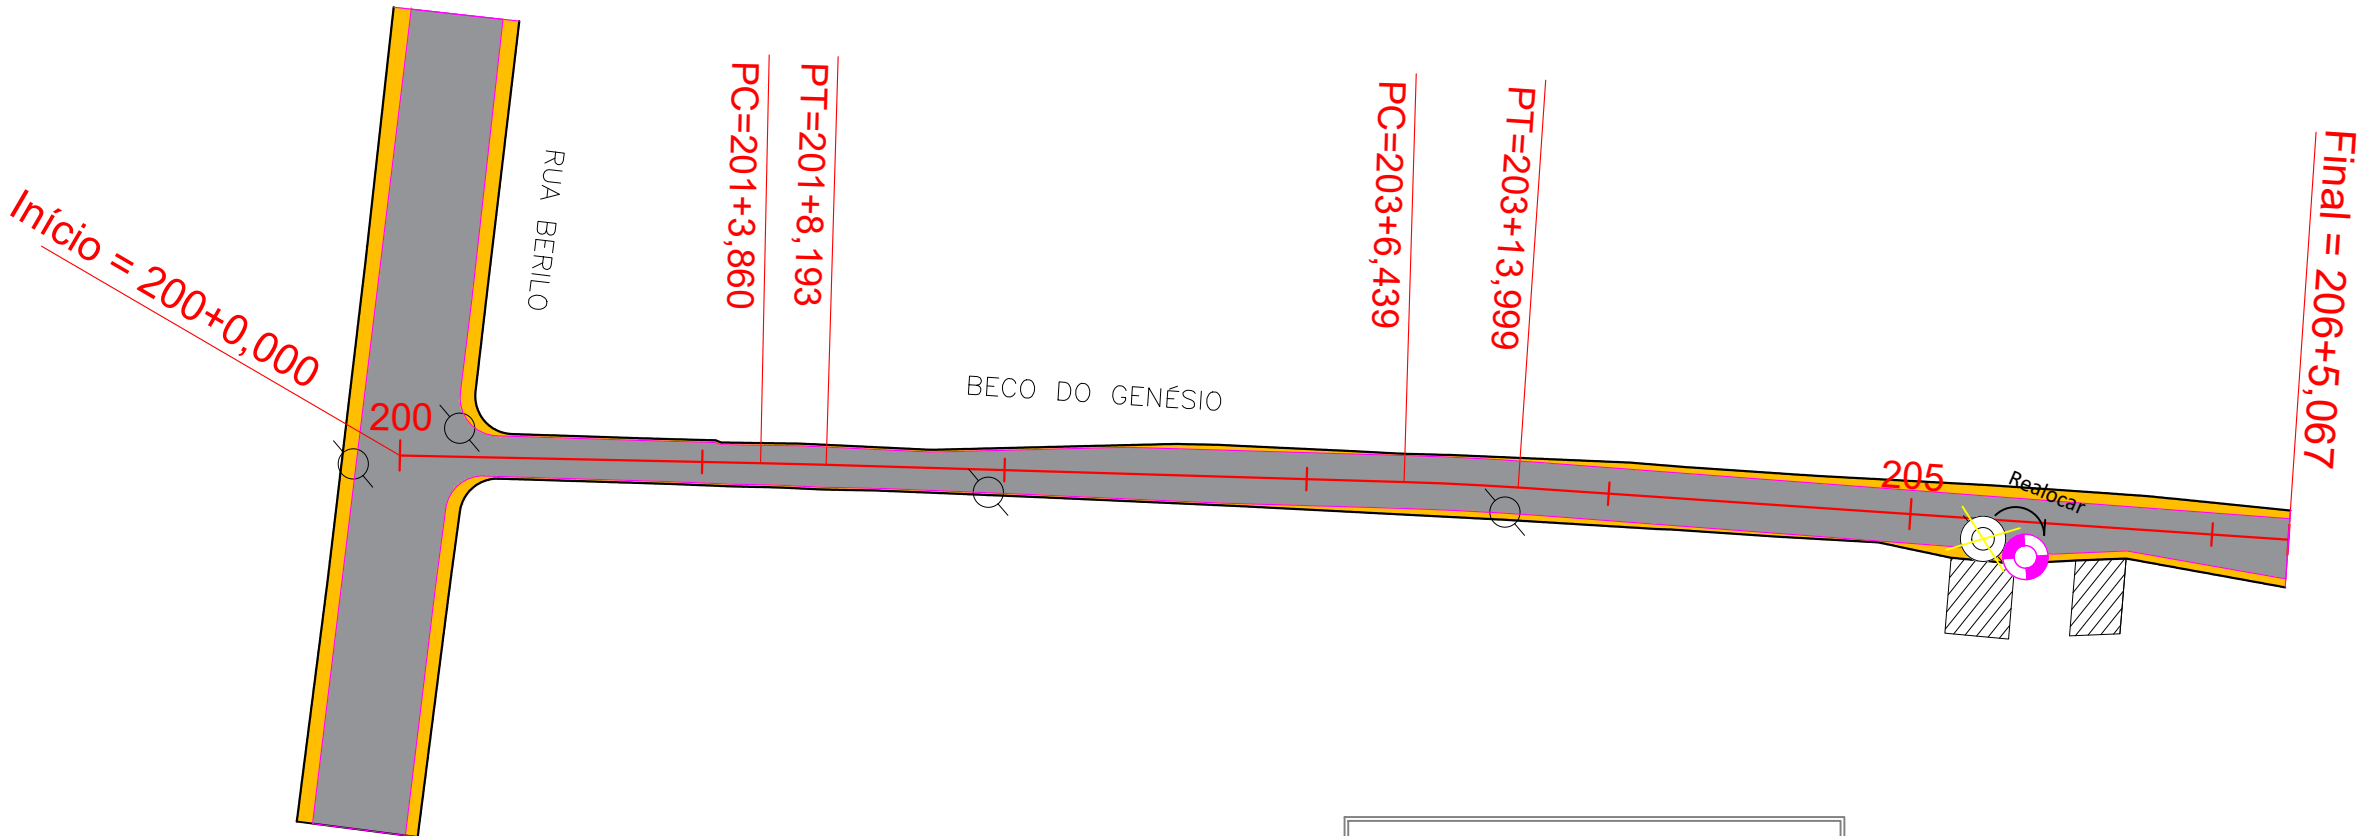 Início = 200+0,000
200
RUA BERILO
PC=201+3,860
PT=201+8,193
BECO DO GENÉSIO
PC=203+6,439
PT=203+13,999
205
Realocar
Final = 206+5,067